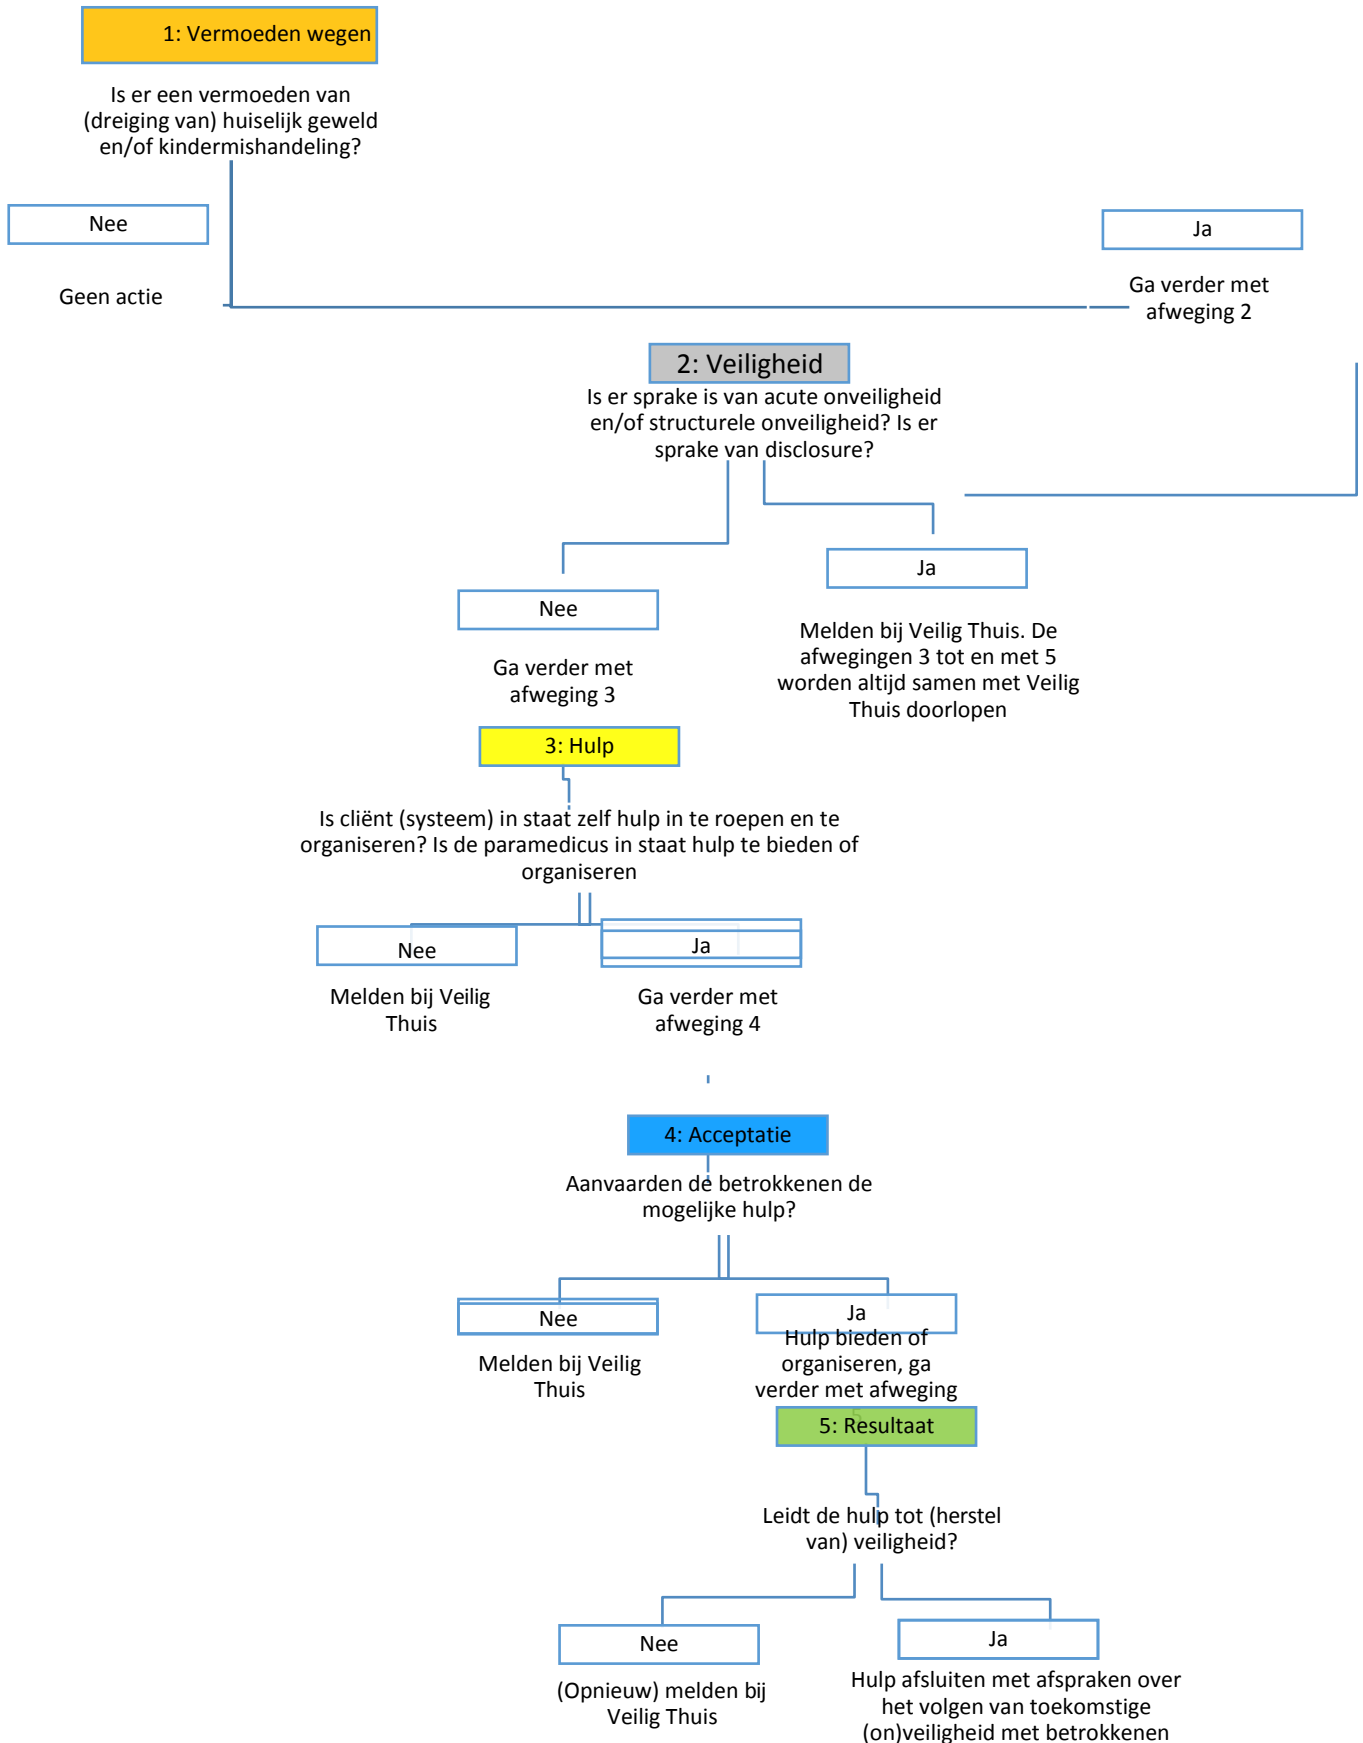 1: Vermoeden wegen
Is er een vermoeden van
(dreiging van) huiselijk geweld
en/of kindermishandeling?
Nee
Geen actie
Ja
Ga verder met
afweging 2
2: Veiligheid
Is er sprake is van acute onveiligheid
en/of structurele onveiligheid? Is er
sprake van disclosure?
Nee
Ga verder met
afweging 3
Ja
Melden bij Veilig Thuis. De
afwegingen 3 tot en met 5
worden altijd samen met Veilig
Thuis doorlopen
3: Hulp
Is cliënt (systeem) in staat zelf hulp in te roepen en te
organiseren? Is de paramedicus in staat hulp te bieden of
organiseren
Nee
Melden bij Veilig
Thuis
Ja
Ga verder met
afweging 4
4: Acceptatie
Aanvaarden de betrokkenen de
mogelijke hulp?
Nee
Melden bij Veilig
Thuis
Ja
Hulp bieden of
organiseren, ga
verder met afweging
5
5: Resultaat
Leidt de hulp tot (herstel
van) veiligheid?
Nee
(Opnieuw) melden bij
Veilig Thuis
Ja
Hulp afsluiten met afspraken over
het volgen van toekomstige
(on)veiligheid met betrokkenen